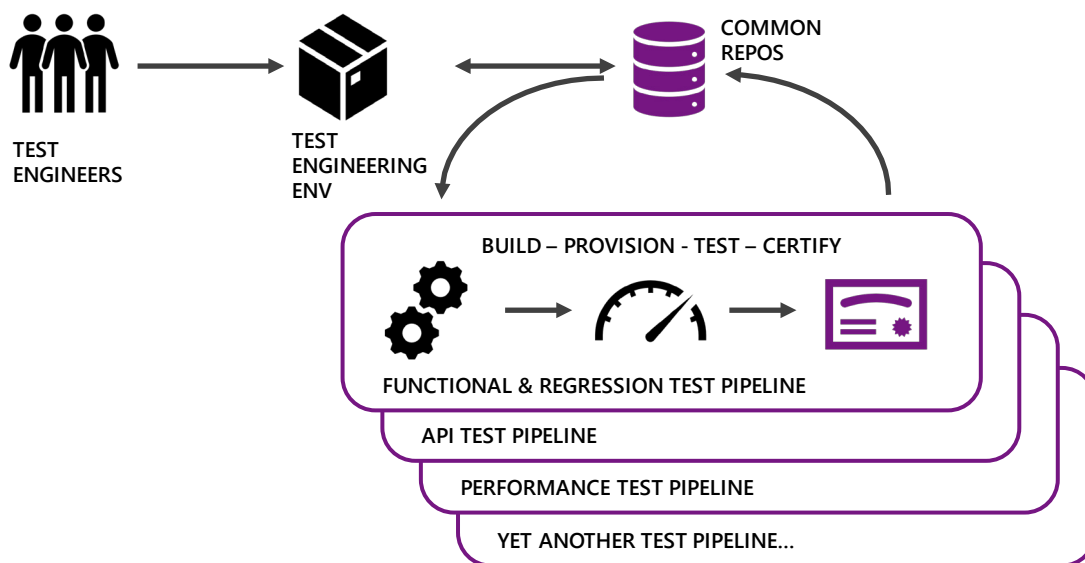 COMMON
REPOS
TEST
ENGINEERS
TEST
ENGINEERING
ENV
BUILD – PROVISION - TEST – CERTIFY
FUNCTIONAL & REGRESSION TEST PIPELINE
API TEST PIPELINE
PERFORMANCE TEST PIPELINE
YET ANOTHER TEST PIPELINE...